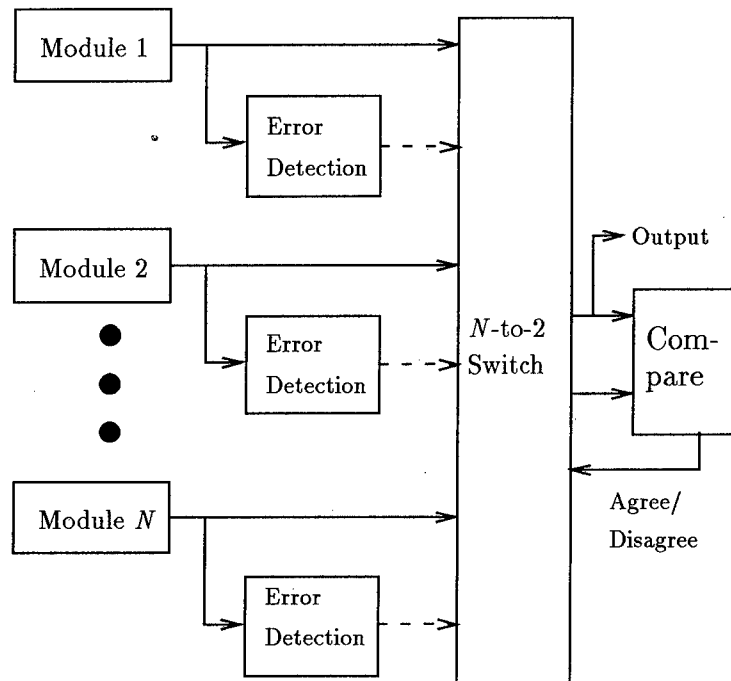 Module 1
Error
Detection
Module 2
Error
Detection
Module N
Error
Detection
N-to-2
Switch
Output
Com-
pare
Agree/
Disagree